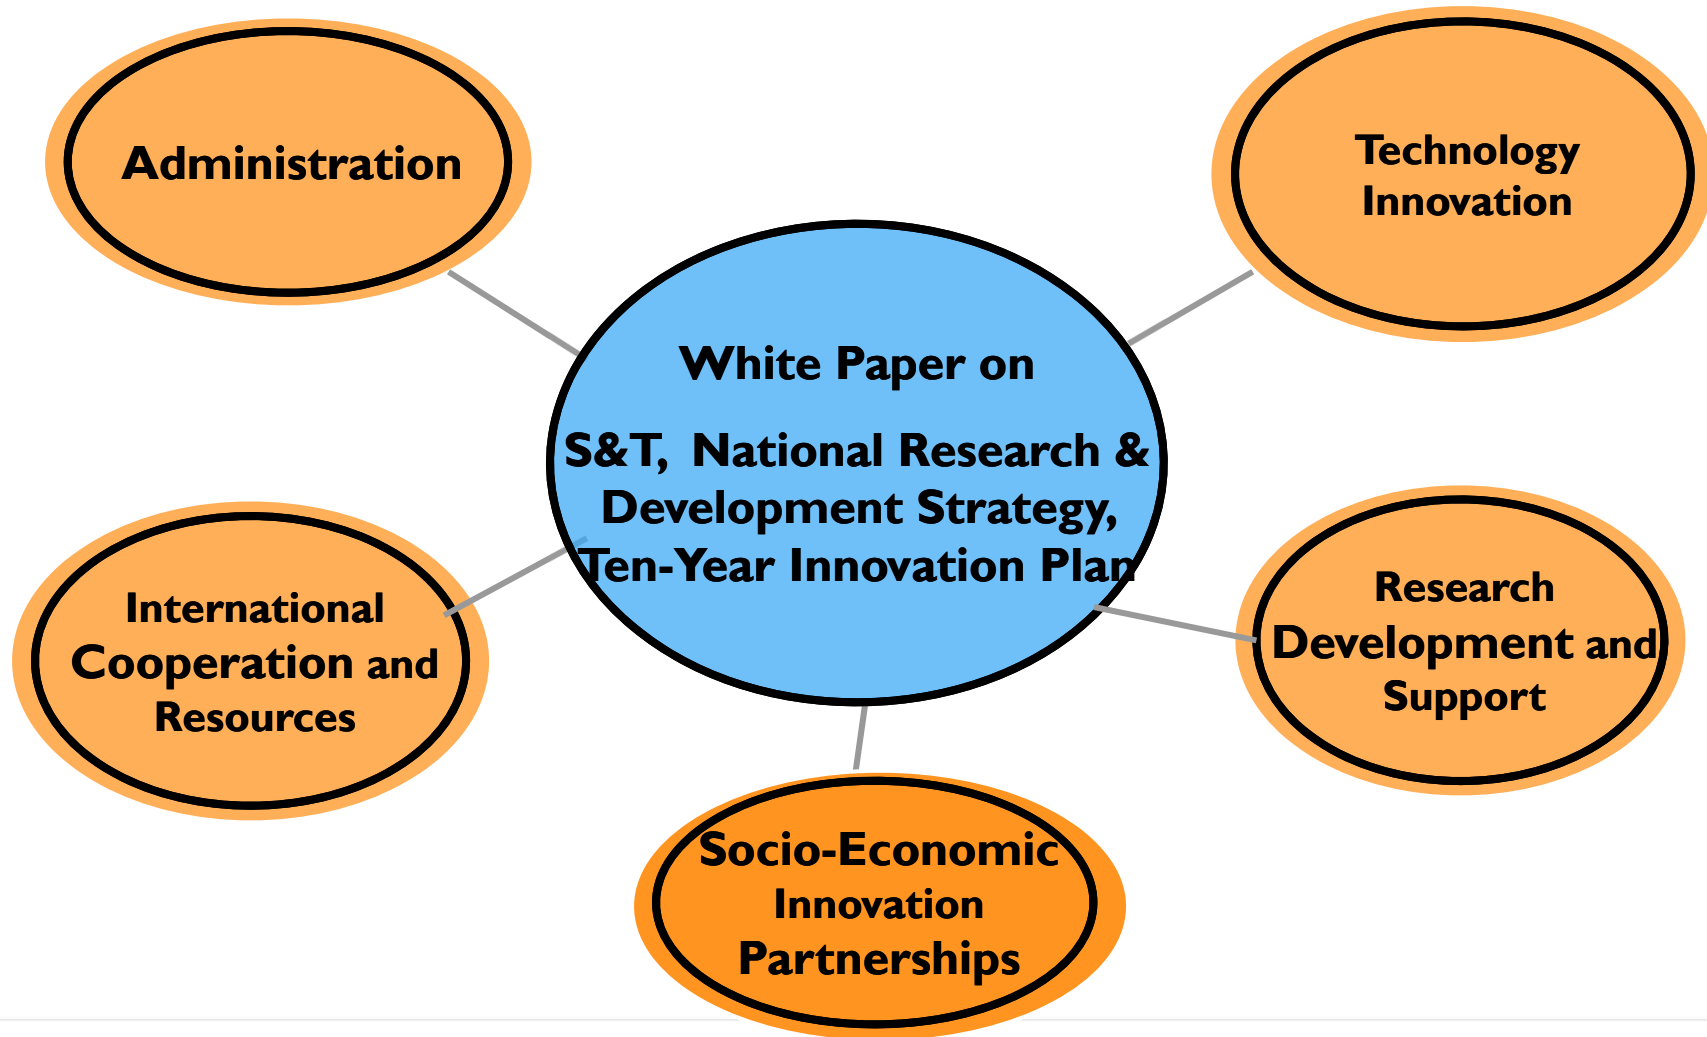 Administration
Technology
Innovation
White Paper on
S&T, National Research &
Development Strategy,
Ten-Year Innovation Plan
International
Cooperation and
Resources
Research
Development and
Support
Socio-Economic
Innovation
Partnerships